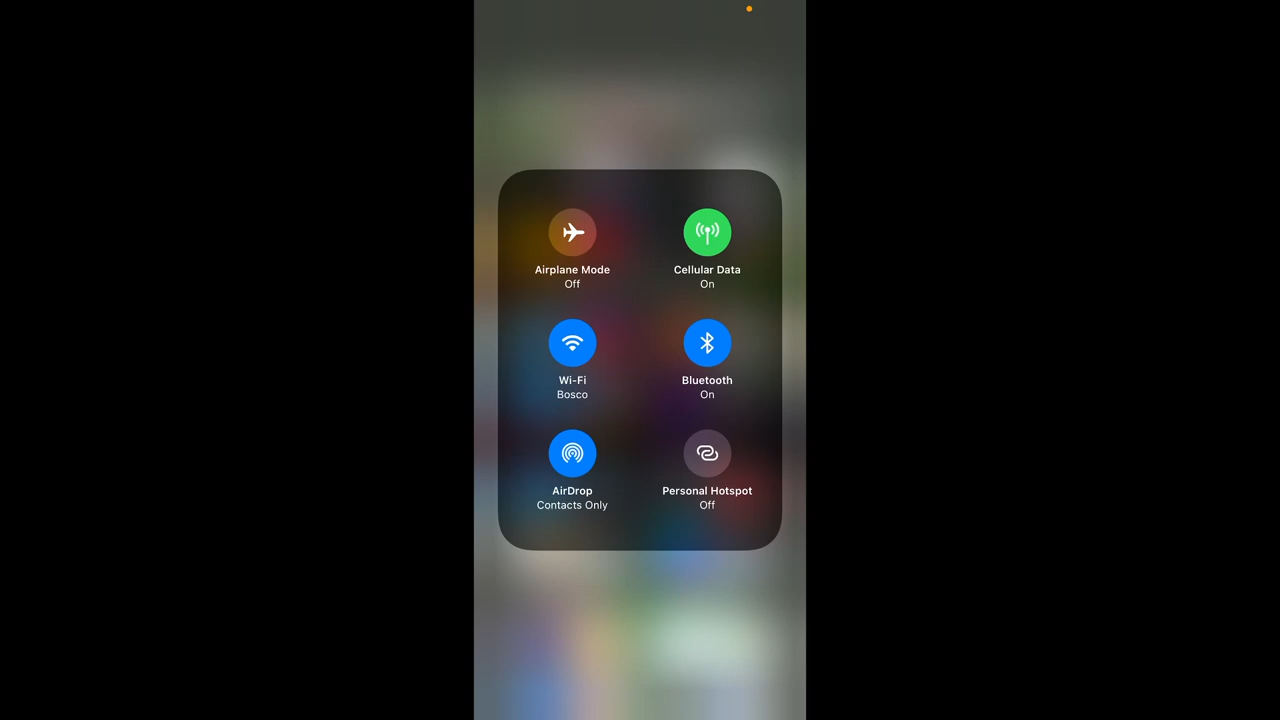 Airplane Mode
Off
Cellular Data
On
Wi-Fi
Bosco
Bluetooth
On
AirDrop
Contacts Only
Personal Hotspot
Off